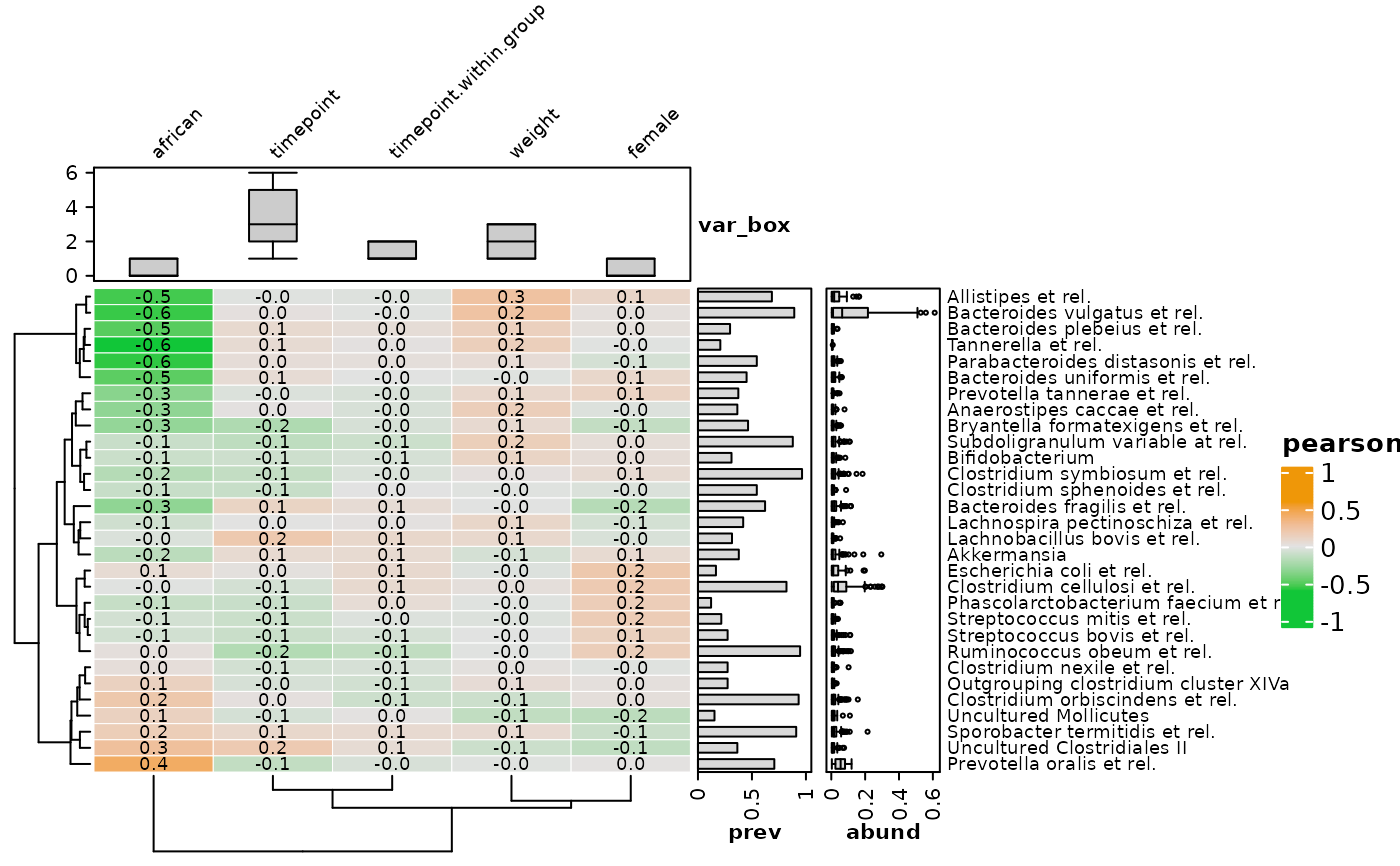 african timepoint timepoint.within.group weight female
6
4
2
0
var_box
-0.5 -0.0 -0.0 0.3 0.1 Allistipes et rel.
-0.6 0.0 -0.0 0.2 0.0 Bacteroides vulgatus et rel.
-0.5 0.1 0.0 0.1 0.0 Bacteroides plebeius et rel.
-0.6 0.1 0.0 0.2 -0.0 Tannerella et rel.
-0.6 0.0 0.0 0.1 -0.1 Parabacteroides distasonis et rel.
-0.5 0.1 -0.0 -0.0 0.1 Bacteroides uniformis et rel.
-0.3 -0.0 -0.0 0.1 0.1 Prevotella tannerae et rel.
-0.3 0.0 -0.0 0.2 -0.0 Anaerostipes caccae et rel.
-0.3 -0.2 -0.0 0.1 -0.1 Bryantella formatexigens et rel.
-0.1 -0.1 -0.1 0.2 0.0 Subdoligranulum variable at rel.
-0.1 -0.1 -0.1 0.1 0.0 Bifidobacterium
-0.2 -0.1 -0.0 0.0 0.1 Clostridium symbiosum et rel.
-0.1 -0.1 0.0 -0.0 -0.0 Clostridium sphenoides et rel.
-0.3 0.1 0.1 -0.0 -0.2 Bacteroides fragilis et rel.
-0.1 0.0 0.0 0.1 -0.1 Lachnospira pectinoschiza et rel.
-0.0 0.2 0.1 0.1 -0.0 Lachnobacillus bovis et rel.
-0.2 0.1 0.1 -0.1 0.1 Akkermansia
0.1 0.0 0.1 -0.0 0.2 Escherichia coli et rel.
-0.0 -0.1 0.1 0.0 0.2 Clostridium cellulosi et rel.
-0.1 -0.1 0.0 -0.0 0.2 Phascolarctobacterium faecium et r
-0.1 -0.1 -0.0 -0.0 0.2 Streptococcus mitis et rel.
-0.1 -0.1 -0.1 -0.0 0.1 Streptococcus bovis et rel.
0.0 -0.2 -0.1 -0.0 0.2 Ruminococcus obeum et rel.
0.0 -0.1 -0.1 0.0 -0.0 Clostridium nexile et rel.
0.1 -0.0 -0.1 0.1 0.0 Outgrouping clostridium cluster XIVa
0.2 0.0 -0.1 -0.1 0.0 Clostridium orbiscindens et rel.
0.1 -0.1 0.0 -0.1 -0.2 Uncultured Mollicutes
0.2 0.1 0.1 0.1 -0.1 Sporobacter termitidis et rel.
0.3 0.2 0.1 -0.1 -0.1 Uncultured Clostridiales II
0.4 -0.1 -0.0 -0.0 0.0 Prevotella oralis et rel.
0 0.5 1
prev
0 0.2 0.4 0.6
abund
pearson
1
0.5
0
-0.5
-1